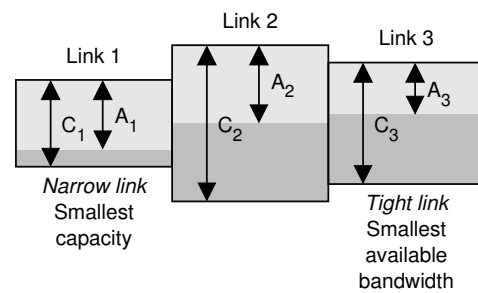 Link 1
Link 2
Link 3
C1
A1
C2
A2
C3
A3
Narrow link
Smallest
capacity
Tight link
Smallest
available
bandwidth